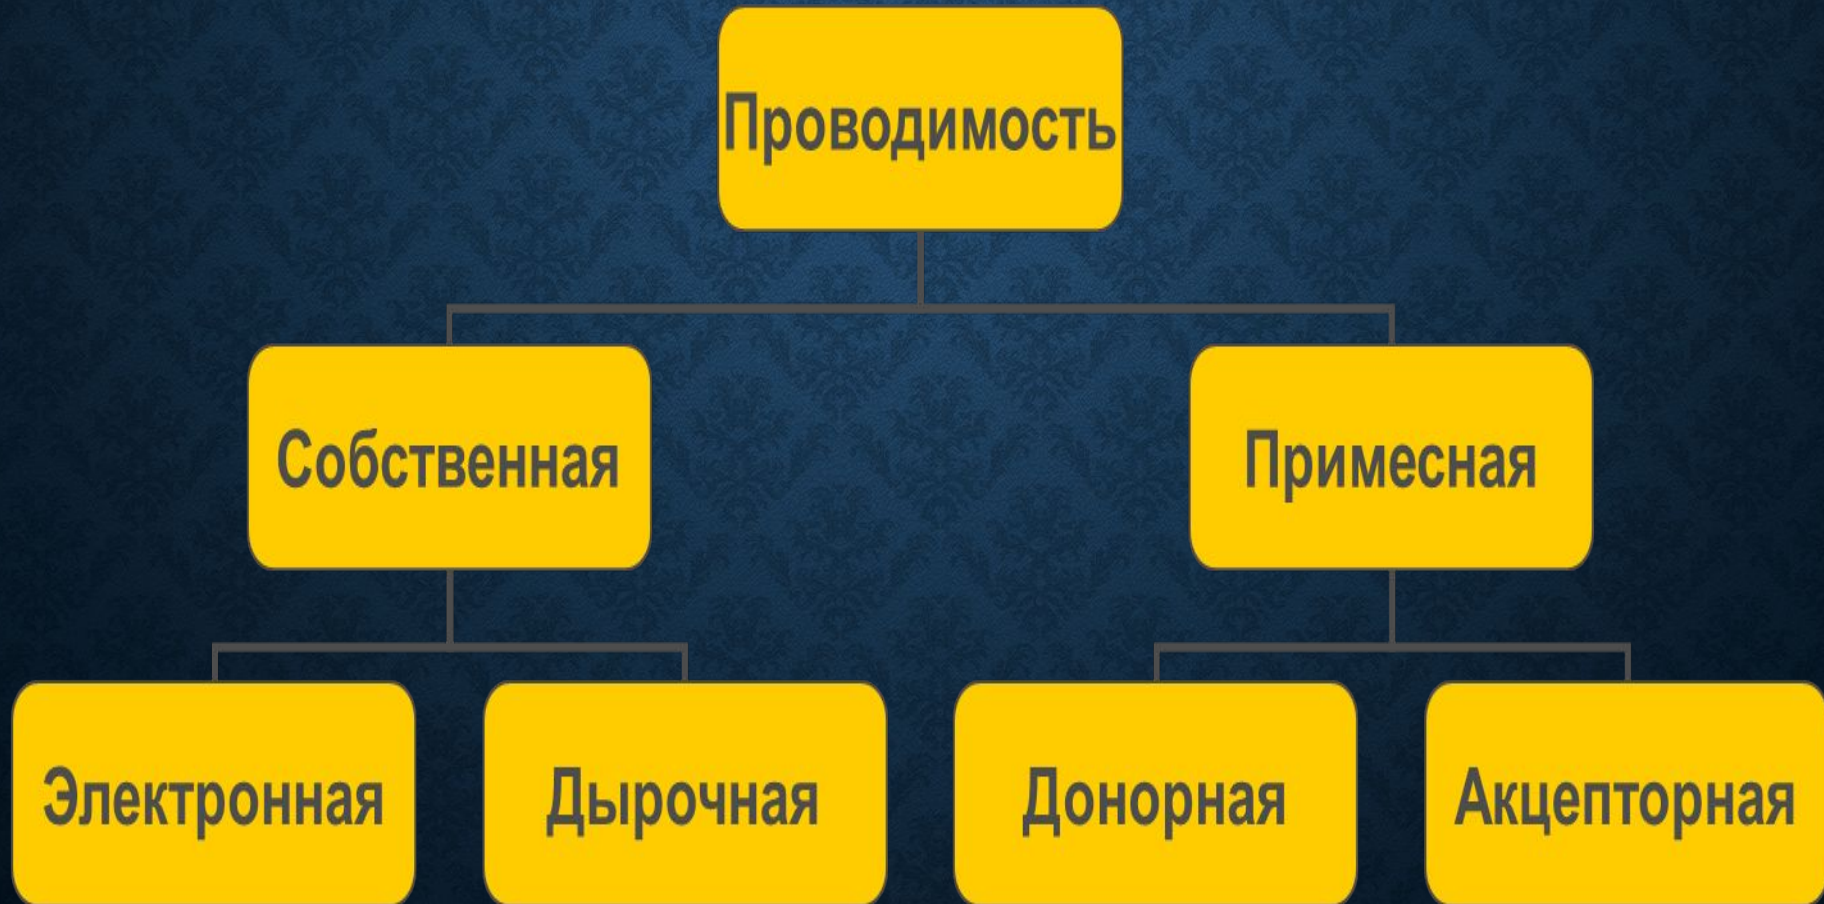 Проводимость
Собственная
Примесная
Электронная
Дырочная
Донорная
Акцепторная